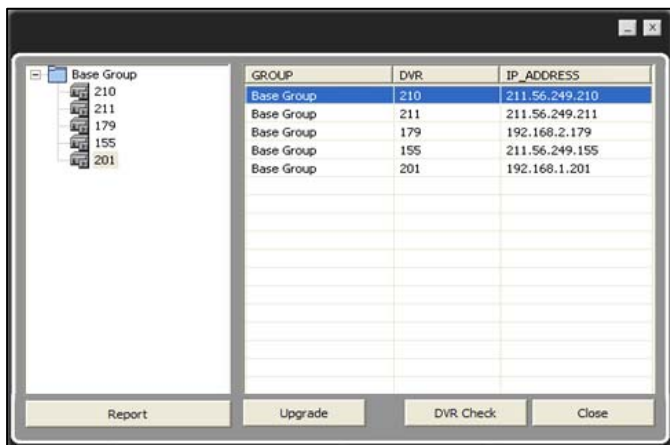 Base Group
210
211
179
155
201
GROUP DVR IP_ADDRESS
Base Group 210 211.56.249.210
Base Group 211 211.56.249.211
Base Group 179 192.168.2.179
Base Group 155 211.56.249.155
Base Group 201 192.168.1.201
Report Upgrade DVR Check Close